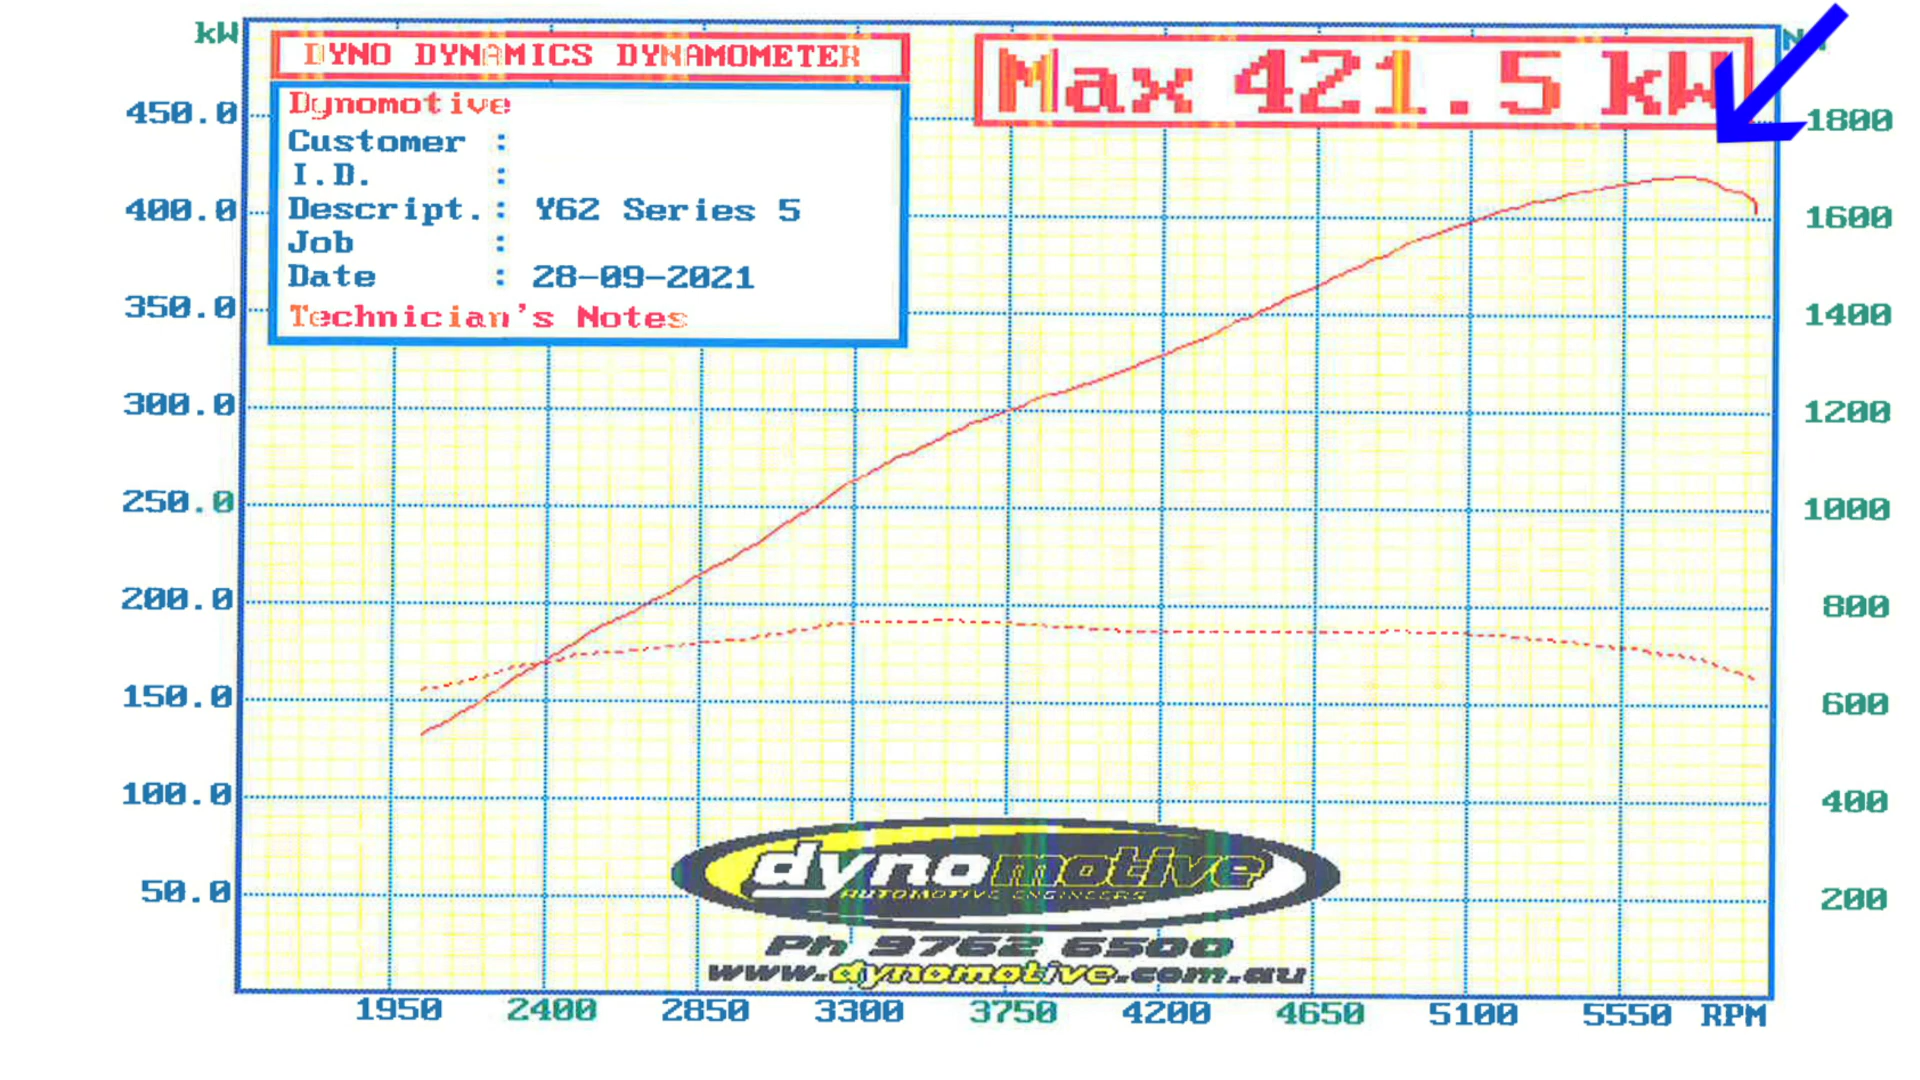 kW
DYNO DYNAMICS DYNAMOMETER
Max 421.5 kW
Dynomotive
Customer :
I.D. :
Descript.: Y62 Series 5
Job :
Date : 28-09-2021
Technician's Notes
450.0
400.0
350.0
300.0
250.0
200.0
150.0
100.0
50.0
1800
1600
1400
1200
1000
800
600
400
200
dynomotive
AUTOMOTIVE ENGINEERS
Ph 9762 6500
www.dynomotive.com.au
1950 2400 2850 3300 3750 4200 4650 5100 5550 RPM